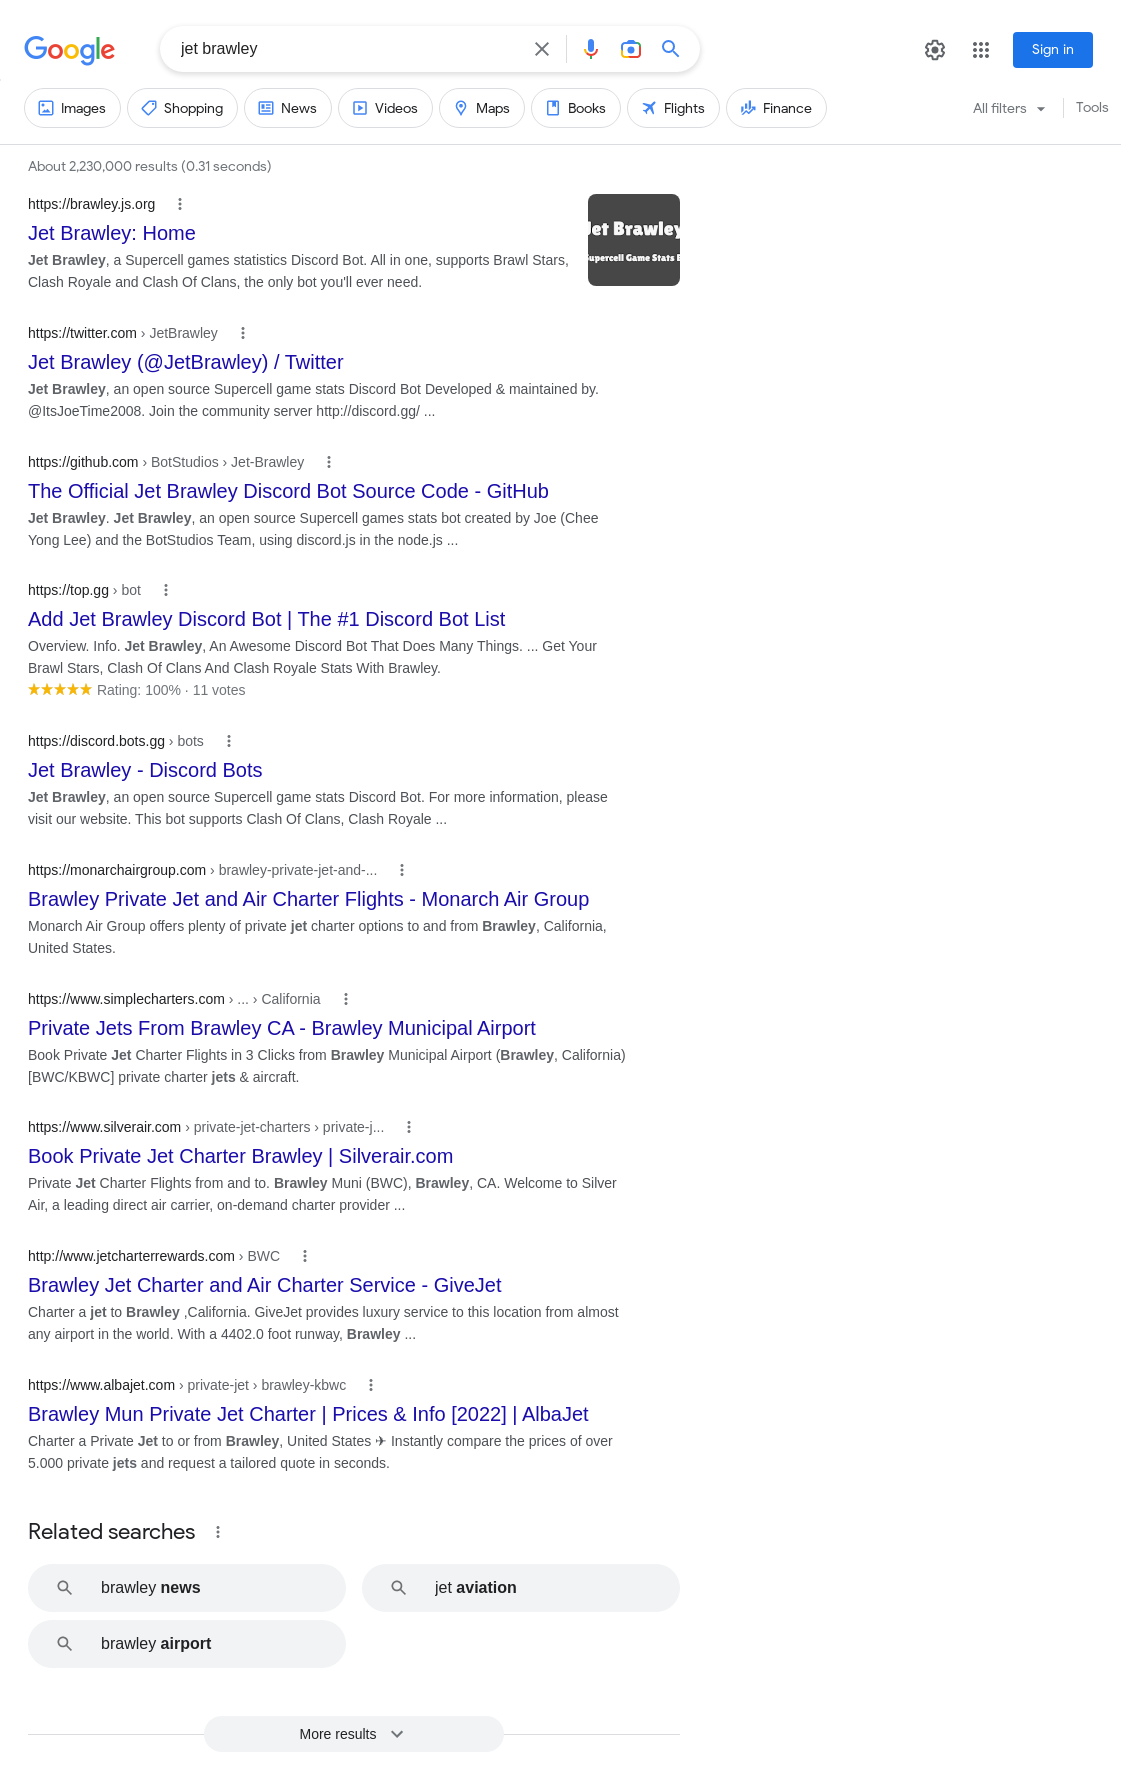 Google
jet brawley
Sign in
Images
Shopping
News
Videos
Maps
Books
Flights
Finance
All filters
Tools
About 2,230,000 results (0.31 seconds)
https://brawley.js.org
Jet Brawley: Home
Jet Brawley, a Supercell games statistics Discord Bot. All in one, supports Brawl Stars,
Clash Royale and Clash Of Clans, the only bot you'll ever need.
Jet Brawley
Supercell Game Stats B
https://twitter.com › JetBrawley
Jet Brawley (@JetBrawley) / Twitter
Jet Brawley, an open source Supercell game stats Discord Bot Developed & maintained by.
@ItsJoeTime2008. Join the community server http://discord.gg/ ...
https://github.com › BotStudios › Jet-Brawley
The Official Jet Brawley Discord Bot Source Code - GitHub
Jet Brawley. Jet Brawley, an open source Supercell games stats bot created by Joe (Chee
Yong Lee) and the BotStudios Team, using discord.js in the node.js ...
https://top.gg › bot
Add Jet Brawley Discord Bot | The #1 Discord Bot List
Overview. Info. Jet Brawley, An Awesome Discord Bot That Does Many Things. ... Get Your
Brawl Stars, Clash Of Clans And Clash Royale Stats With Brawley.
★★★★★ Rating: 100% · 11 votes
https://discord.bots.gg › bots
Jet Brawley - Discord Bots
Jet Brawley, an open source Supercell game stats Discord Bot. For more information, please
visit our website. This bot supports Clash Of Clans, Clash Royale ...
https://monarchairgroup.com › brawley-private-jet-and-...
Brawley Private Jet and Air Charter Flights - Monarch Air Group
Monarch Air Group offers plenty of private jet charter options to and from Brawley, California,
United States.
https://www.simplecharters.com › ... › California
Private Jets From Brawley CA - Brawley Municipal Airport
Book Private Jet Charter Flights in 3 Clicks from Brawley Municipal Airport (Brawley, California)
[BWC/KBWC] private charter jets & aircraft.
https://www.silverair.com › private-jet-charters › private-j...
Book Private Jet Charter Brawley | Silverair.com
Private Jet Charter Flights from and to. Brawley Muni (BWC), Brawley, CA. Welcome to Silver
Air, a leading direct air carrier, on-demand charter provider ...
http://www.jetcharterrewards.com › BWC
Brawley Jet Charter and Air Charter Service - GiveJet
Charter a jet to Brawley ,California. GiveJet provides luxury service to this location from almost
any airport in the world. With a 4402.0 foot runway, Brawley ...
https://www.albajet.com › private-jet › brawley-kbwc
Brawley Mun Private Jet Charter | Prices & Info [2022] | AlbaJet
Charter a Private Jet to or from Brawley, United States ✈ Instantly compare the prices of over
5.000 private jets and request a tailored quote in seconds.
Related searches
brawley news
jet aviation
brawley airport
More results